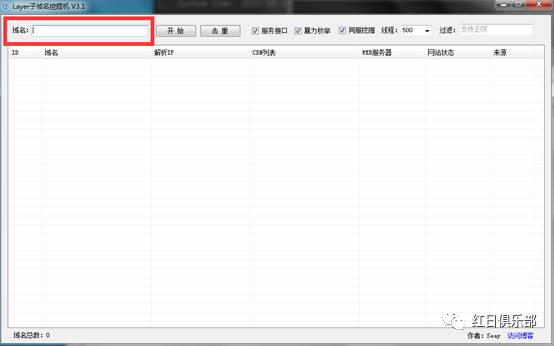 Layer子域名挖掘机 V3.1
域名: 开 始 去 重 服务接口 暴力枚举 同服挖掘 线程: 500 过滤: 支持正则
ID 域名 解析IP CDN列表 WEB服务器 网站状态 来源
域名总数: 0 作者: Seay 访问博客
红日俱乐部